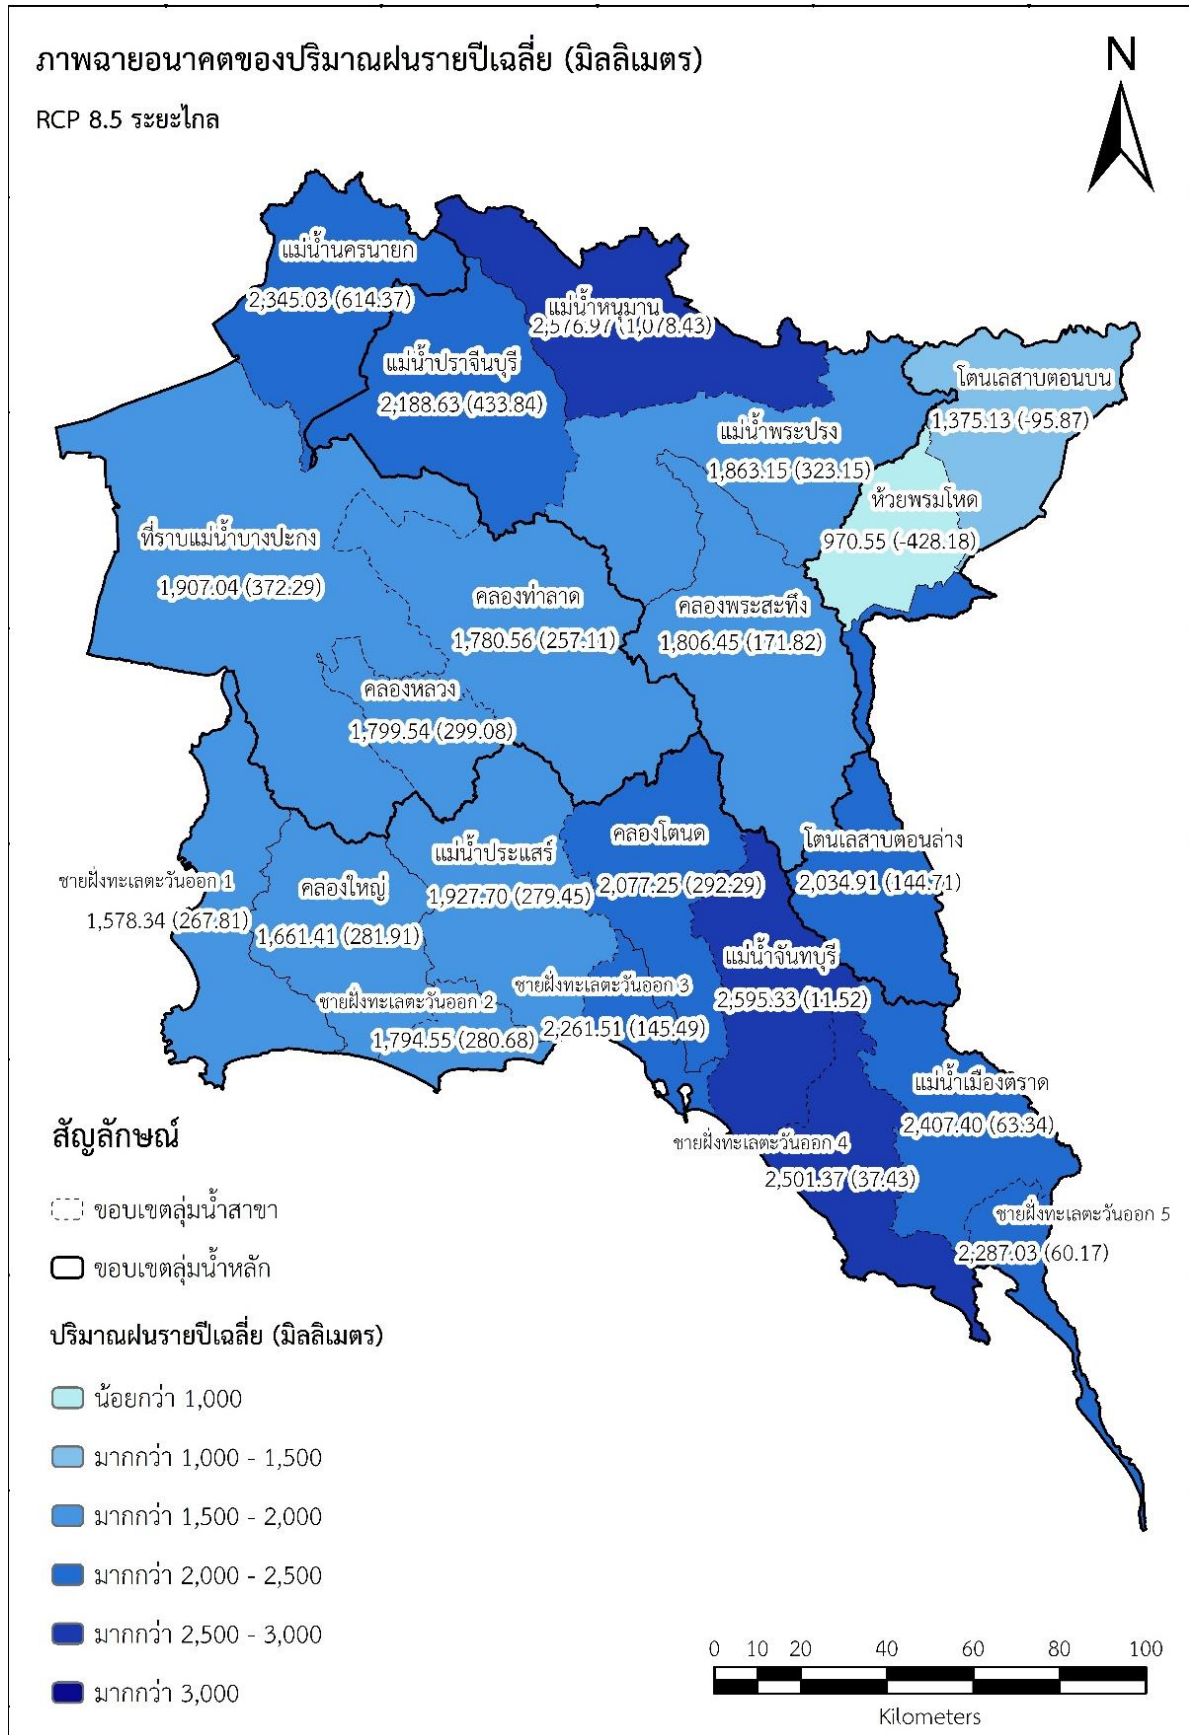 ภาพฉายอนาคตของปริมาณฝนรายปีเฉลี่ย (มิลลิเมตร)
RCP 8.5 ระยะไกล
N
แม่น้ำนครนายก
2,345.03 (614.37)
แม่น้ำหนุมาน
2,576.97 (1,078.43)
แม่น้ำปราจีนบุรี
2,188.63 (433.84)
โตนเลสาบตอนบน
1,375.13 (-95.87)
แม่น้ำพระปรง
1,863.15 (323.15)
ห้วยพรมโหด
970.55 (-428.18)
ที่ราบแม่น้ำบางปะกง
1,907.04 (372.29)
คลองท่าลาด
1,780.56 (257.11)
คลองพระสะทึง
1,806.45 (171.82)
คลองหลวง
1,799.54 (299.08)
คลองโตนด
2,077.25 (292.29)
โตนเลสาบตอนล่าง
2,034.91 (144.71)
แม่น้ำประแสร์
1,927.70 (279.45)
ชายฝั่งทะเลตะวันออก 1
1,578.34 (267.81)
คลองใหญ่
1,661.41 (281.91)
แม่น้ำจันทบุรี
2,595.33 (11.52)
ชายฝั่งทะเลตะวันออก 3
2,261.51 (145.49)
ชายฝั่งทะเลตะวันออก 2
1,794.55 (280.68)
แม่น้ำเมืองตราด
2,407.40 (63.34)
ชายฝั่งทะเลตะวันออก 4
2,501.37 (37.43)
ชายฝั่งทะเลตะวันออก 5
2,287.03 (60.17)
สัญลักษณ์
ขอบเขตลุ่มน้ำสาขา
ขอบเขตลุ่มน้ำหลัก
ปริมาณฝนรายปีเฉลี่ย (มิลลิเมตร)
น้อยกว่า 1,000
มากกว่า 1,000 - 1,500
มากกว่า 1,500 - 2,000
มากกว่า 2,000 - 2,500
มากกว่า 2,500 - 3,000
มากกว่า 3,000
0 10 20 40 60 80 100
Kilometers